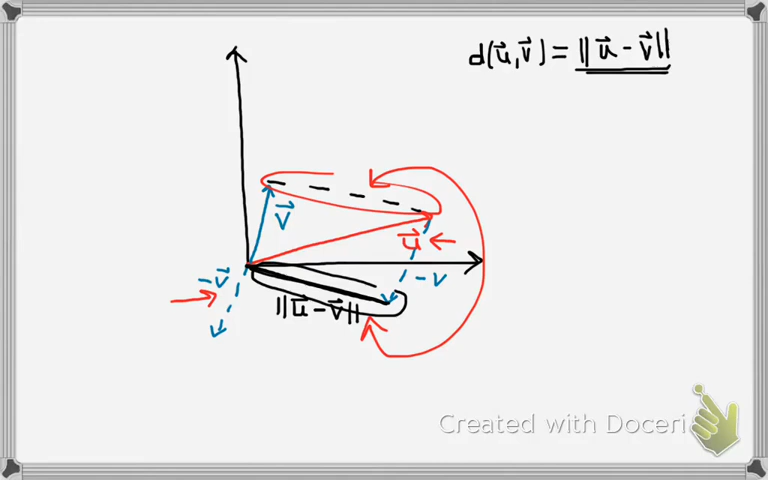 d(u⃗,v⃗) = ||u⃗ - v⃗||
v⃗
u⃗
-v⃗
-v
||u⃗ - v⃗||
Created with Doceri